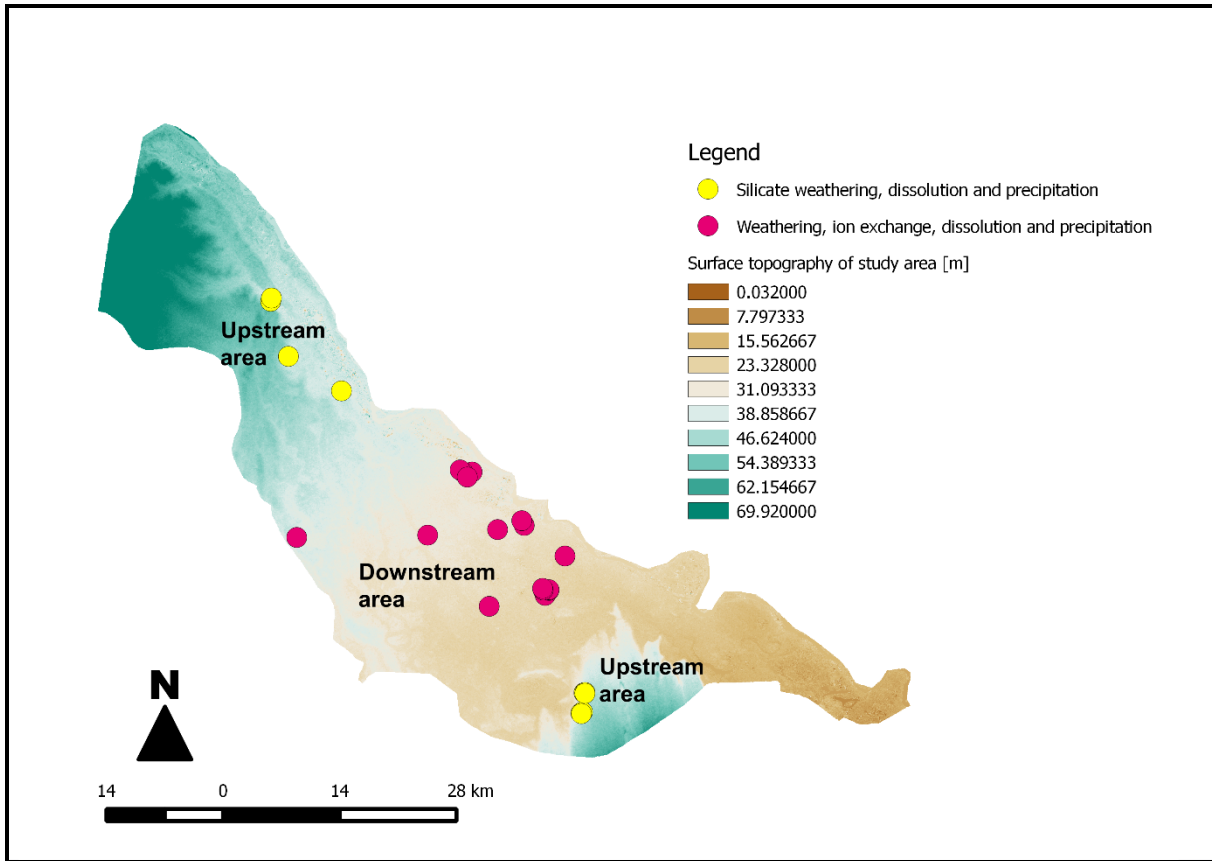 Legend
Silicate weathering, dissolution and precipitation
Weathering, ion exchange, dissolution and precipitation
Surface topography of study area [m]
0.032000
7.797333
15.562667
23.328000
31.093333
38.858667
46.624000
54.389333
62.154667
69.920000
Upstream
area
Downstream
area
Upstream
area
N
14 0 14 28 km